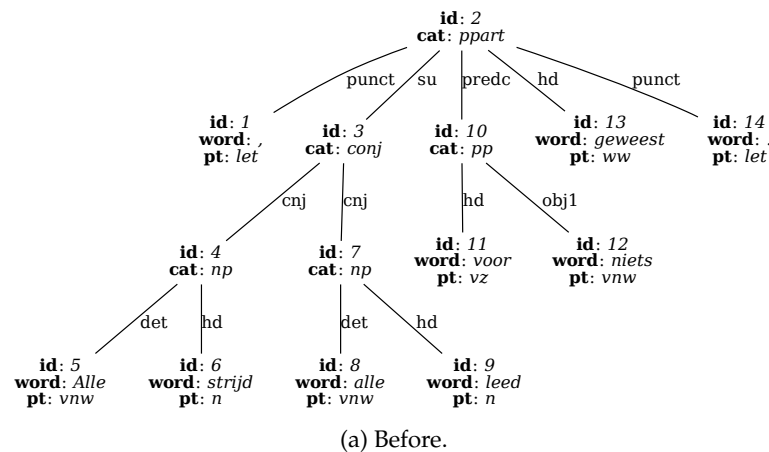 id: 2
cat: ppart
punct su predc hd punct
id: 1
word: ,
pt: let
id: 3
cat: conj
id: 10
cat: pp
id: 13
word: geweest
pt: ww
id: 14
word:
pt: let
cnj cnj hd obj1
id: 4
cat: np
id: 7
cat: np
id: 11
word: voor
pt: vz
id: 12
word: niets
pt: vnw
det hd det hd
id: 5
word: Alle
pt: vnw
id: 6
word: strijd
pt: n
id: 8
word: alle
pt: vnw
id: 9
word: leed
pt: n
(a) Before.